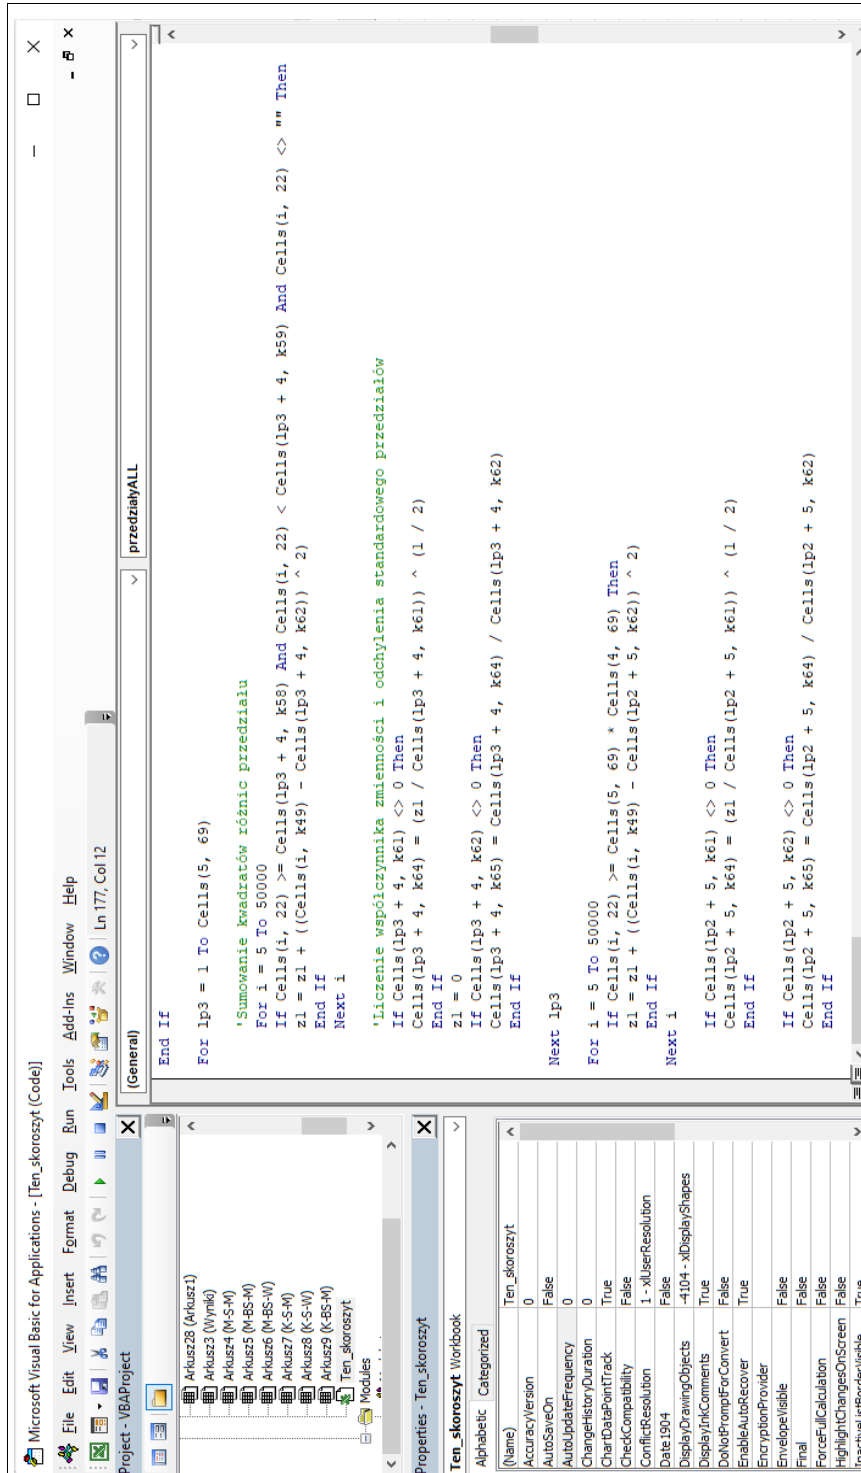 Microsoft Visual Basic for Applications - [Ten_skoroszyt (Code)]
File Edit View Insert Format Debug Run Tools Add-Ins Window Help
Ln 177, Col 12
Project - VBAProject
Arkusz28 (Arkusz1)
Arkusz3 (Wyniki)
Arkusz4 (M-S-M)
Arkusz5 (M-BS-M)
Arkusz6 (M-BS-W)
Arkusz7 (K-S-M)
Arkusz8 (K-S-W)
Arkusz9 (K-BS-M)
Ten_skoroszyt
Modules
Properties - Ten_skoroszyt
Ten_skoroszyt Workbook
Alphabetic Categorized
(Name) Ten_skoroszyt
AccuracyVersion 0
AutoSaveOn False
AutoUpdateFrequency 0
ChangeHistoryDuration 0
ChartDataPointTrack True
CheckCompatibility False
ConflictResolution 1 - xlUserResolution
Date1904 False
DisplayDrawingObjects -4104 - xlDisplayShapes
DisplayInkComments True
DoNotPromptForConvert False
EnableAutoRecover True
EncryptionProvider
EnvelopeVisible False
Final False
ForceFullCalculation False
HighlightChangesOnScreen False
InactiveListBorderVisible True
(General) przedziałyALL
End If
For lp3 = 1 To Cells(5, 69)
'Sumowanie kwadratów różnic przedziału
For i = 5 To 50000
If Cells(i, 22) >= Cells(lp3 + 4, k58) And Cells(i, 22) < Cells(lp3 + 4, k59) And Cells(i, 22) <> "" Then
z1 = z1 + ((Cells(i, k49) - Cells(lp3 + 4, k62)) ^ 2)
End If
Next i
'Liczenie współczynnika zmienności i odchylenia standardowego przedziałów
If Cells(lp3 + 4, k61) <> 0 Then
Cells(lp3 + 4, k64) = (z1 / Cells(lp3 + 4, k61)) ^ (1 / 2)
End If
z1 = 0
If Cells(lp3 + 4, k62) <> 0 Then
Cells(lp3 + 4, k65) = Cells(lp3 + 4, k64) / Cells(lp3 + 4, k62)
End If
Next lp3
For i = 5 To 50000
If Cells(i, 22) >= Cells(5, 69) * Cells(4, 69) Then
z1 = z1 + ((Cells(i, k49) - Cells(lp2 + 5, k62)) ^ 2)
End If
Next i
If Cells(lp2 + 5, k61) <> 0 Then
Cells(lp2 + 5, k64) = (z1 / Cells(lp2 + 5, k61)) ^ (1 / 2)
End If
If Cells(lp2 + 5, k62) <> 0 Then
Cells(lp2 + 5, k65) = Cells(lp2 + 5, k64) / Cells(lp2 + 5, k62)
End If